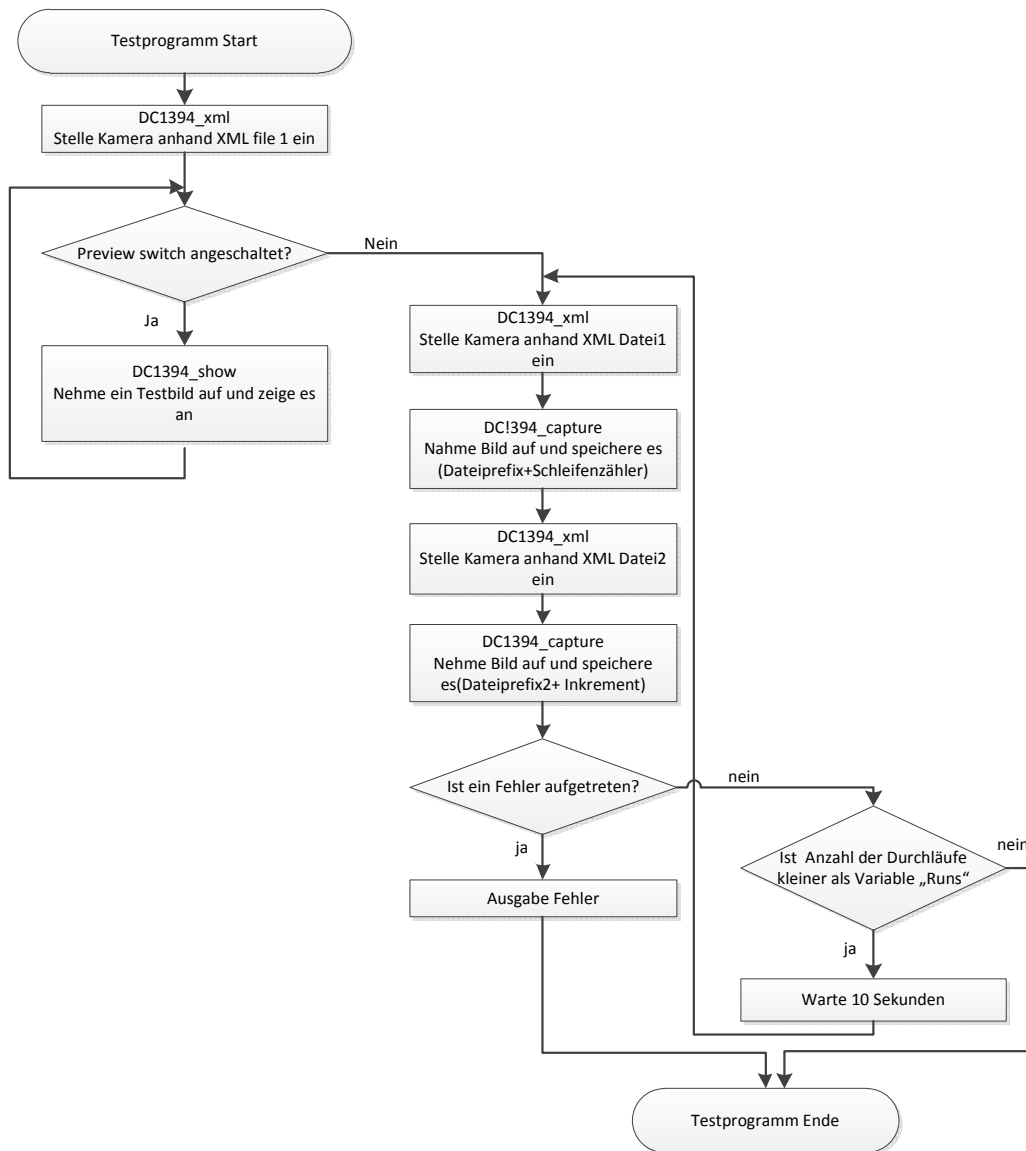 Testprogramm Start
DC1394_xml
Stelle Kamera anhand XML file 1 ein
Preview switch angeschaltet?
Nein
Ja
DC1394_show
Nehme ein Testbild auf und zeige es
an
DC1394_xml
Stelle Kamera anhand XML Datei1
ein
DC!394_capture
Nahme Bild auf und speichere es
(Dateiprefix+Schleifenzähler)
DC1394_xml
Stelle Kamera anhand XML Datei2
ein
DC1394_capture
Nehme Bild auf und speichere
es(Dateiprefix2+ Inkrement)
Ist ein Fehler aufgetreten?
nein
ja
Ausgabe Fehler
Ist Anzahl der Durchläufe
kleiner als Variable „Runs“
nein
ja
Warte 10 Sekunden
Testprogramm Ende